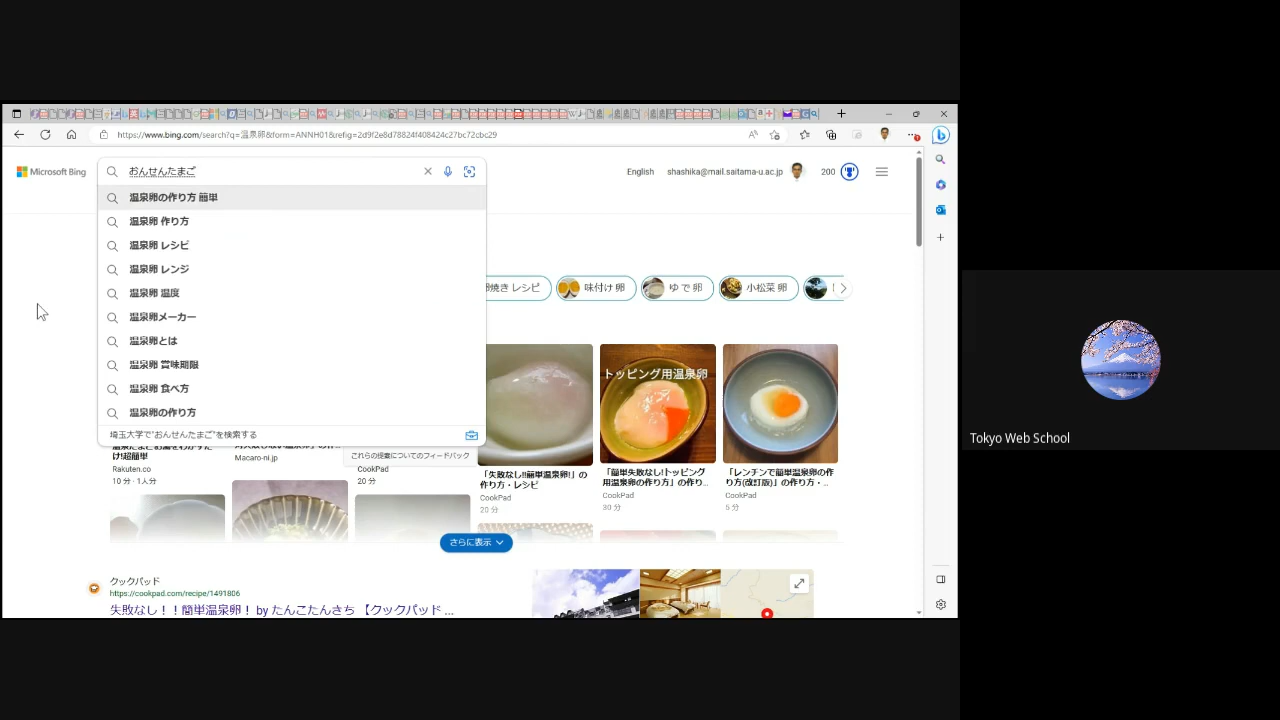 https://www.bing.com/search?q=温泉卵&form=ANNH01&refig=2d9f2e8d78824f408424c27bc72cbc29
Microsoft Bing
おんせんたまご
English
shashika@mail.saitama-u.ac.jp
200
温泉卵の作り方 簡単
温泉卵 作り方
温泉卵 レシピ
温泉卵 レンジ
温泉卵 温度
温泉卵メーカー
温泉卵とは
温泉卵 賞味期限
温泉卵 食べ方
温泉卵の作り方
埼玉大学で"おんせんたまご"を検索する
これらの提案についてのフィードバック
焼き レシピ
味付け 卵
ゆ で 卵
小松菜 卵
トッピング用温泉卵
け!超簡単
Rakuten.co
10 分 · 1人分
Macaro-ni.jp
CookPad
20 分
「失敗なし!!簡単温泉卵!」の
作り方・レシピ
CookPad
20 分
「簡単失敗なし!トッピング
用温泉卵の作り方」の作り...
CookPad
30 分
「レンチンで簡単温泉卵の作
り方(改訂版)」の作り方・...
CookPad
5 分
さらに表示
クックパッド
https://cookpad.com/recipe/1491806
失敗なし！！簡単温泉卵！ by たんこたんさち 【クックパッド ...
Tokyo Web School